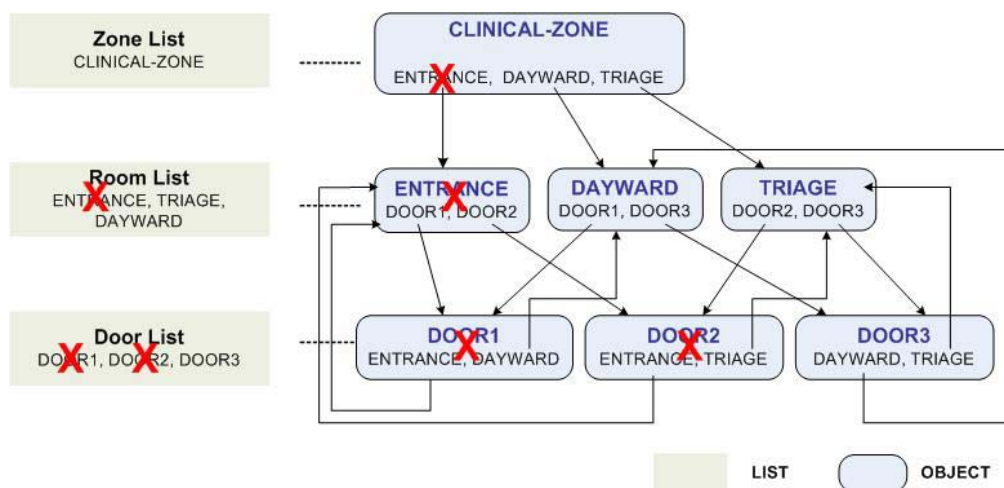 Zone List
CLINICAL-ZONE
CLINICAL-ZONE
ENTRANCE, DAYWARD, TRIAGE
Room List
ENTRANCE, TRIAGE,
DAYWARD
ENTRANCE
DOOR1, DOOR2
DAYWARD
DOOR1, DOOR3
TRIAGE
DOOR2, DOOR3
Door List
DOOR1, DOOR2, DOOR3
DOOR1
ENTRANCE, DAYWARD
DOOR2
ENTRANCE, TRIAGE
DOOR3
DAYWARD, TRIAGE
LIST
OBJECT